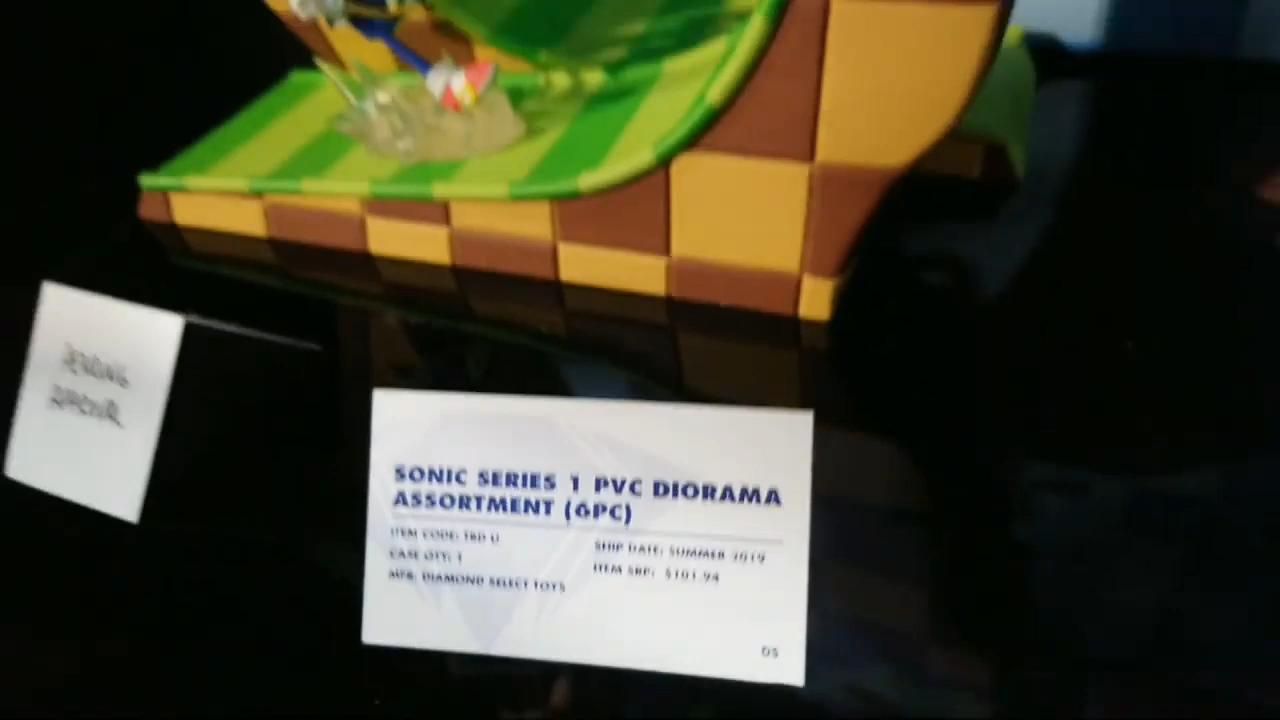 SONIC SERIES 1 PVC DIORAMA
ASSORTMENT (6PC)
ITEM CODE: TBD U
CASE QTY: 1
MFR: DIAMOND SELECT TOYS
SHIP DATE: SUMMER 2019
ITEM SRP: $101.94
DS